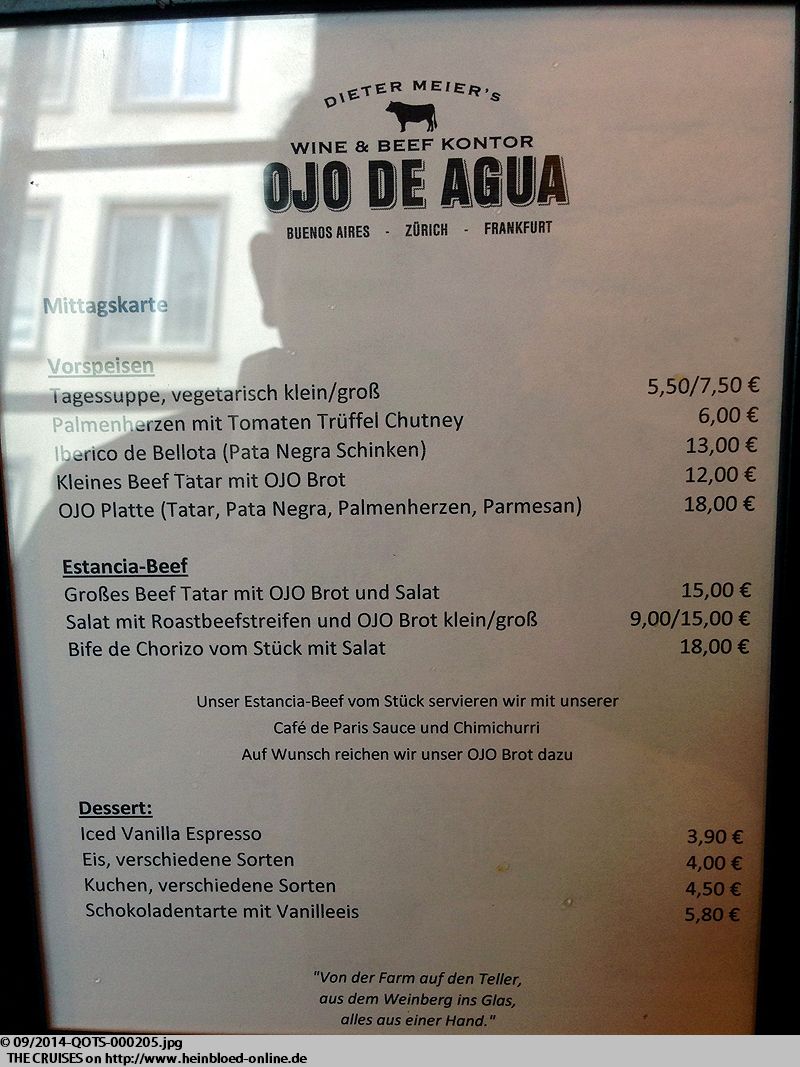 DIETER MEIER'S
WINE & BEEF KONTOR
OJO DE AGUA
BUENOS AIRES - ZÜRICH - FRANKFURT
Mittagskarte
Vorspeisen
Tagessuppe, vegetarisch klein/groß 5,50/7,50 €
Palmenherzen mit Tomaten Trüffel Chutney 6,00 €
Iberico de Bellota (Pata Negra Schinken) 13,00 €
Kleines Beef Tatar mit OJO Brot 12,00 €
OJO Platte (Tatar, Pata Negra, Palmenherzen, Parmesan) 18,00 €
Estancia-Beef
Großes Beef Tatar mit OJO Brot und Salat 15,00 €
Salat mit Roastbeefstreifen und OJO Brot klein/groß 9,00/15,00 €
Bife de Chorizo vom Stück mit Salat 18,00 €
Unser Estancia-Beef vom Stück servieren wir mit unserer
Café de Paris Sauce und Chimichurri
Auf Wunsch reichen wir unser OJO Brot dazu
Dessert:
Iced Vanilla Espresso 3,90 €
Eis, verschiedene Sorten 4,00 €
Kuchen, verschiedene Sorten 4,50 €
Schokoladentarte mit Vanilleeis 5,80 €
"Von der Farm auf den Teller,
aus dem Weinberg ins Glas,
alles aus einer Hand."
© 09/2014-QOTS-000205.jpg
THE CRUISES on http://www.heinbloed-online.de